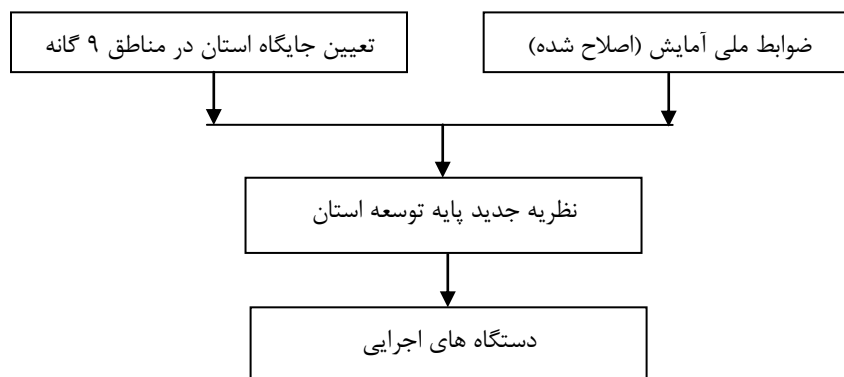 ضوابط ملی آمایش (اصلاح شده)
تعیین جایگاه استان در مناطق ۹ گانه
نظریه جدید پایه توسعه استان
دستگاه های اجرایی